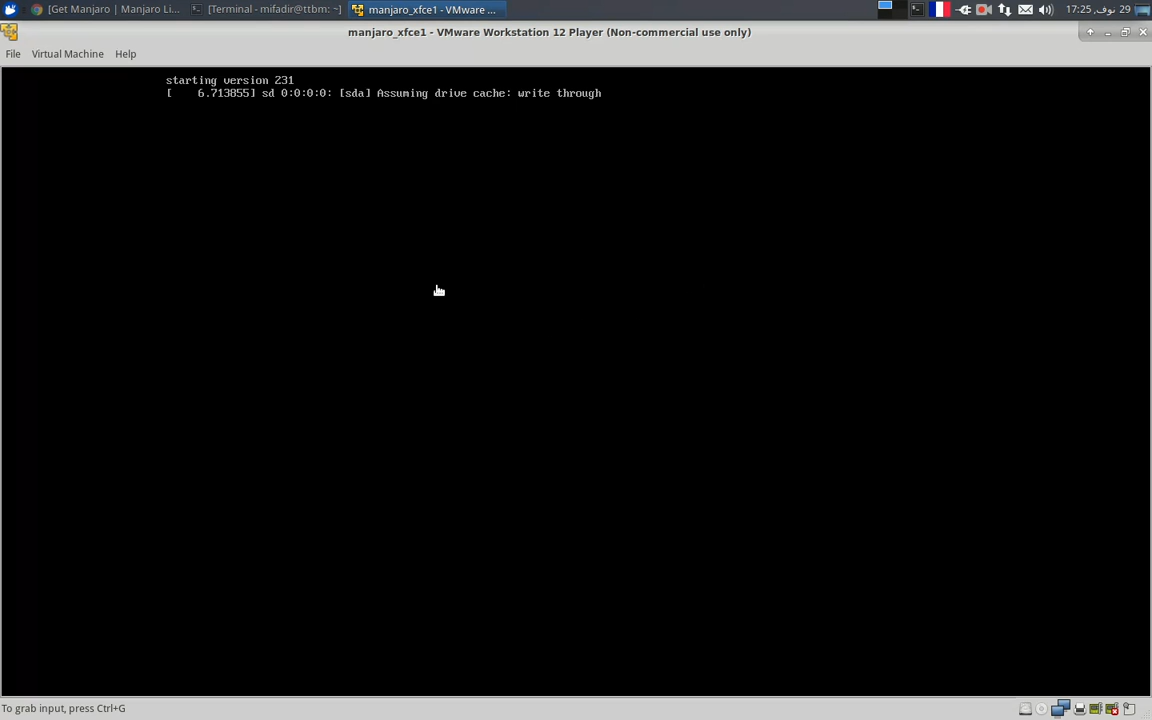 [Get Manjaro | Manjaro Li... [Terminal - mifadir@ttbm: ~] manjaro_xfce1 - VMware ... 17:25 ,نوف 29
manjaro_xfce1 - VMware Workstation 12 Player (Non-commercial use only)
File Virtual Machine Help
starting version 231
[    6.713855] sd 0:0:0:0: [sda] Assuming drive cache: write through
To grab input, press Ctrl+G